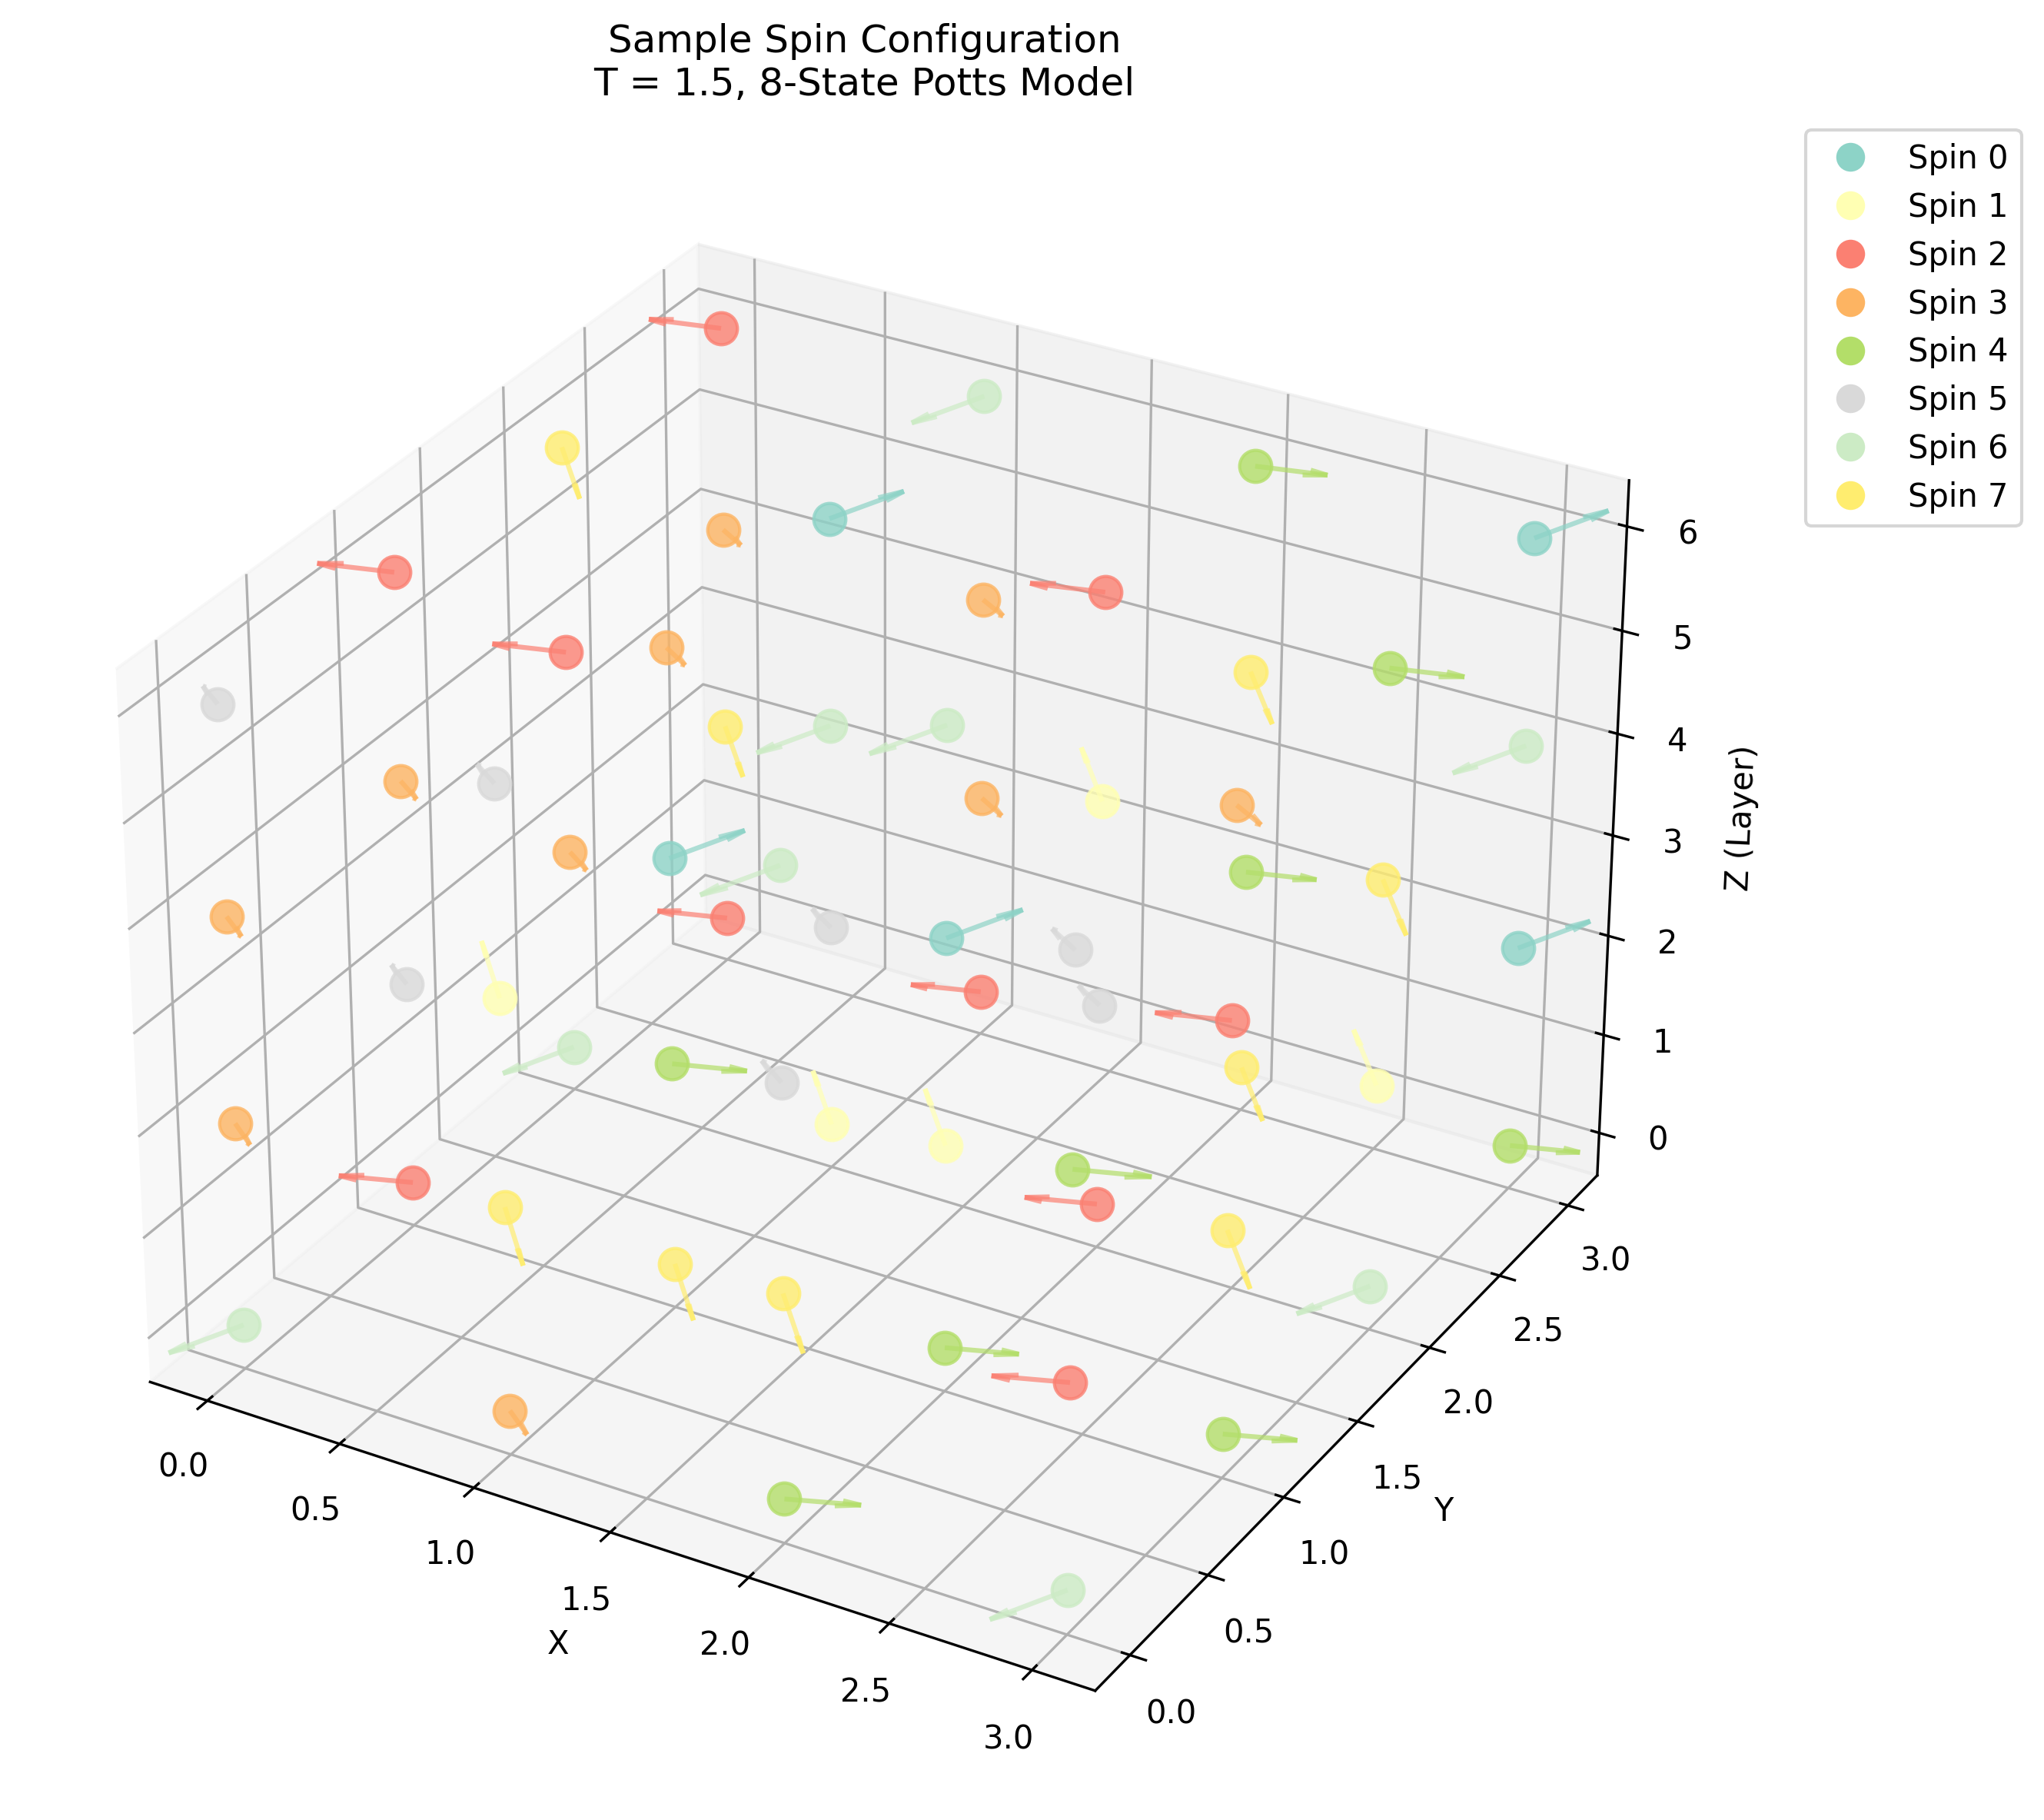 Sample Spin Configuration
T = 1.5, 8-State Potts Model
Spin 0
Spin 1
Spin 2
Spin 3
Spin 4
Spin 5
Spin 6
Spin 7
6
5
4
3
2
1
0
Z (Layer)
3.0
2.5
2.0
1.5
1.0
0.5
0.0
Y
0.0
0.5
1.0
1.5
2.0
2.5
3.0
X